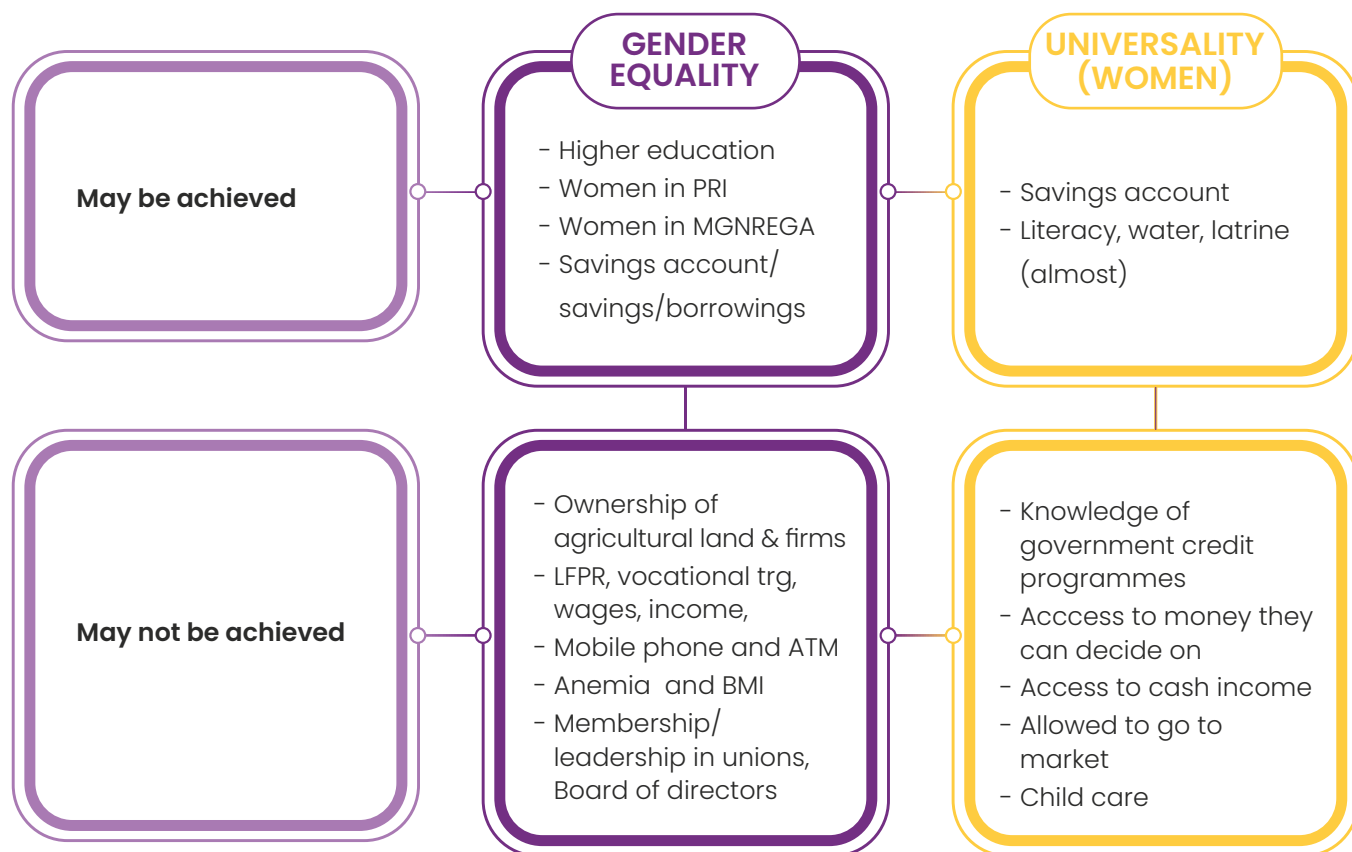 GENDER
EQUALITY
UNIVERSALITY
(WOMEN)
May be achieved
- Higher education
- Women in PRI
- Women in MGNREGA
- Savings account/
savings/borrowings
- Savings account
- Literacy, water, latrine
(almost)
May not be achieved
- Ownership of
agricultural land & firms
- LFPR, vocational trg,
wages, income,
- Mobile phone and ATM
- Anemia and BMI
- Membership/
leadership in unions,
Board of directors
- Knowledge of
government credit
programmes
- Acccess to money they
can decide on
- Access to cash income
- Allowed to go to
market
- Child care